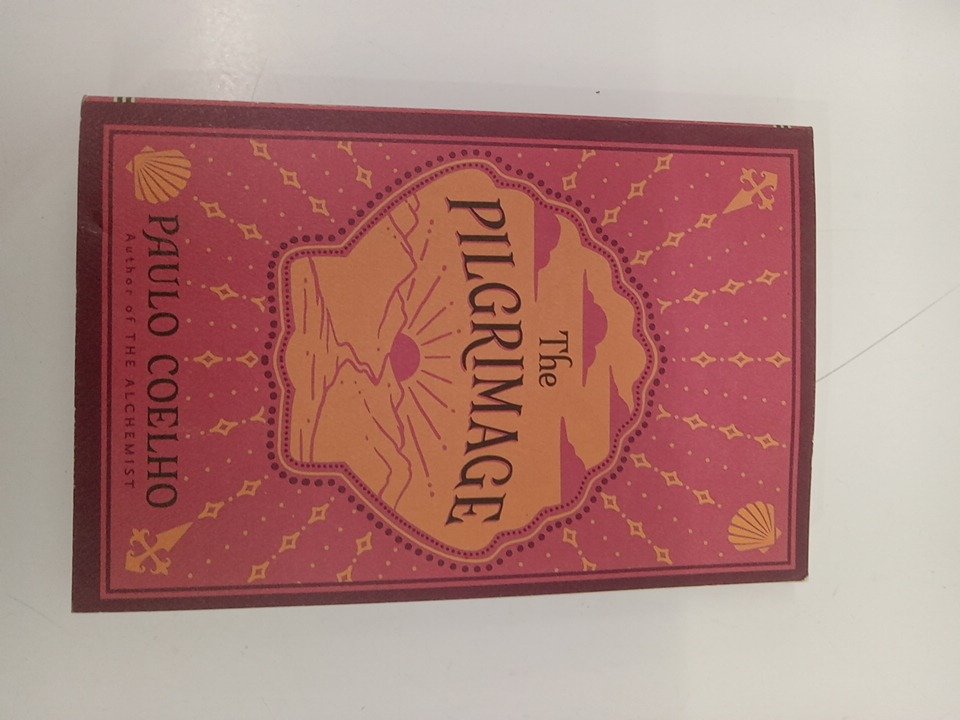 The
PILGRIMAGE
PAULO COELHO
Author of THE ALCHEMIST